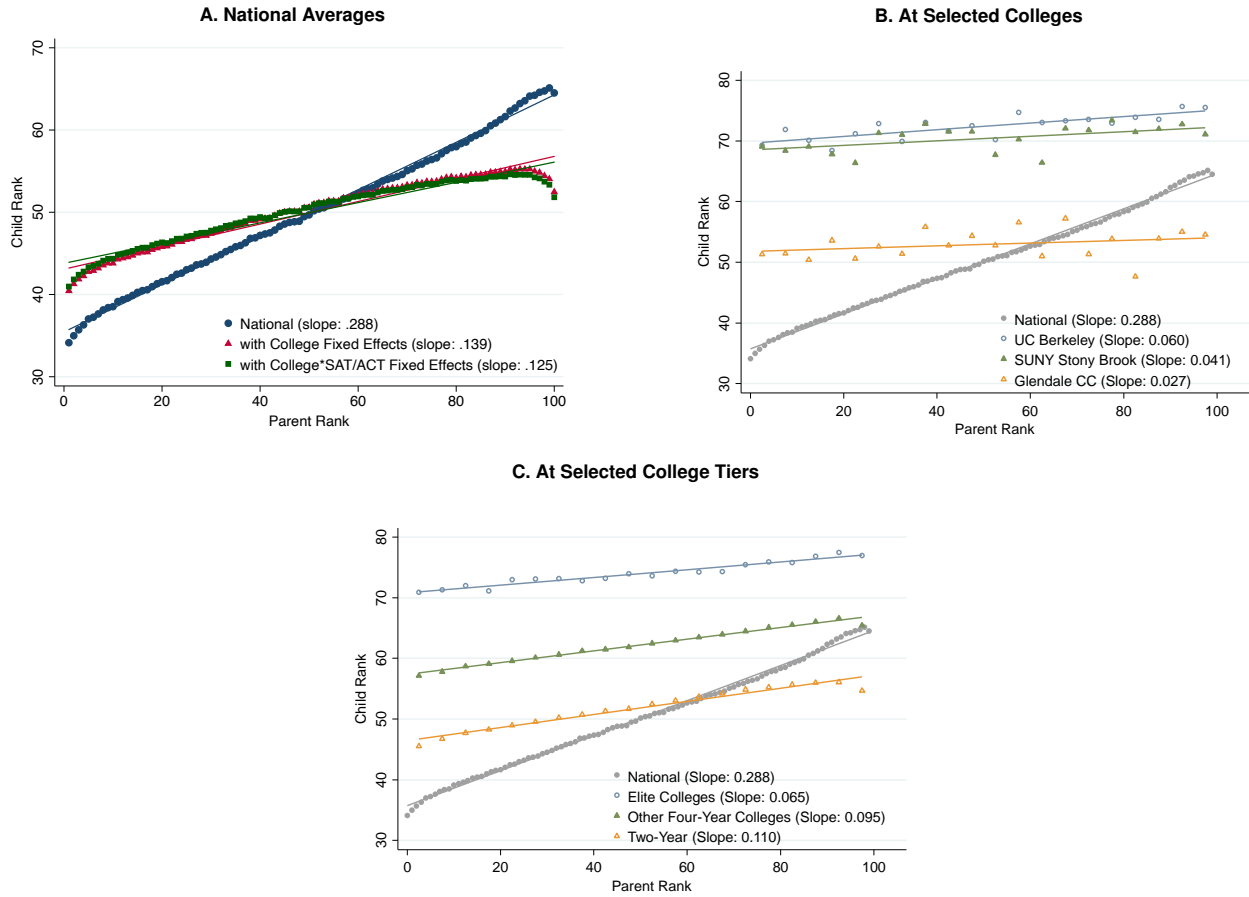 A. National Averages
70
60
50
40
30
Child Rank
National (slope: .288)
with College Fixed Effects (slope: .139)
with College*SAT/ACT Fixed Effects (slope: .125)
0 20 40 60 80 100
Parent Rank
B. At Selected Colleges
80
70
60
50
40
30
Child Rank
National (Slope: 0.288)
UC Berkeley (Slope: 0.060)
SUNY Stony Brook (Slope: 0.041)
Glendale CC (Slope: 0.027)
0 20 40 60 80 100
Parent Rank
C. At Selected College Tiers
80
70
60
50
40
30
Child Rank
National (Slope: 0.288)
Elite Colleges (Slope: 0.065)
Other Four-Year Colleges (Slope: 0.095)
Two-Year (Slope: 0.110)
0 20 40 60 80 100
Parent Rank